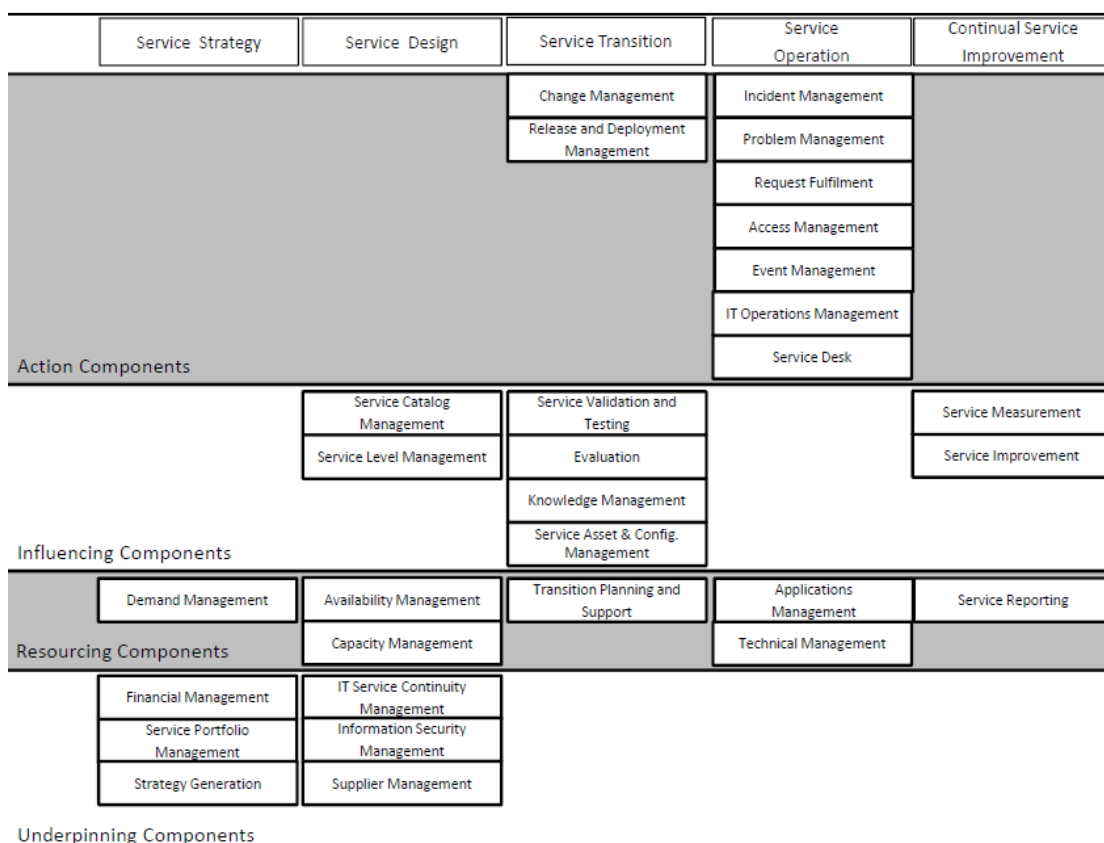 Service Strategy
Service Design
Service Transition
Service
Operation
Continual Service
Improvement
Change Management
Release and Deployment
Management
Incident Management
Problem Management
Request Fulfilment
Access Management
Event Management
IT Operations Management
Service Desk
Action Components
Service Catalog
Management
Service Level Management
Service Validation and
Testing
Evaluation
Knowledge Management
Service Asset & Config.
Management
Service Measurement
Service Improvement
Influencing Components
Demand Management
Availability Management
Capacity Management
Transition Planning and
Support
Applications
Management
Technical Management
Service Reporting
Resourcing Components
Financial Management
Service Portfolio
Management
Strategy Generation
IT Service Continuity
Management
Information Security
Management
Supplier Management
Underpinning Components